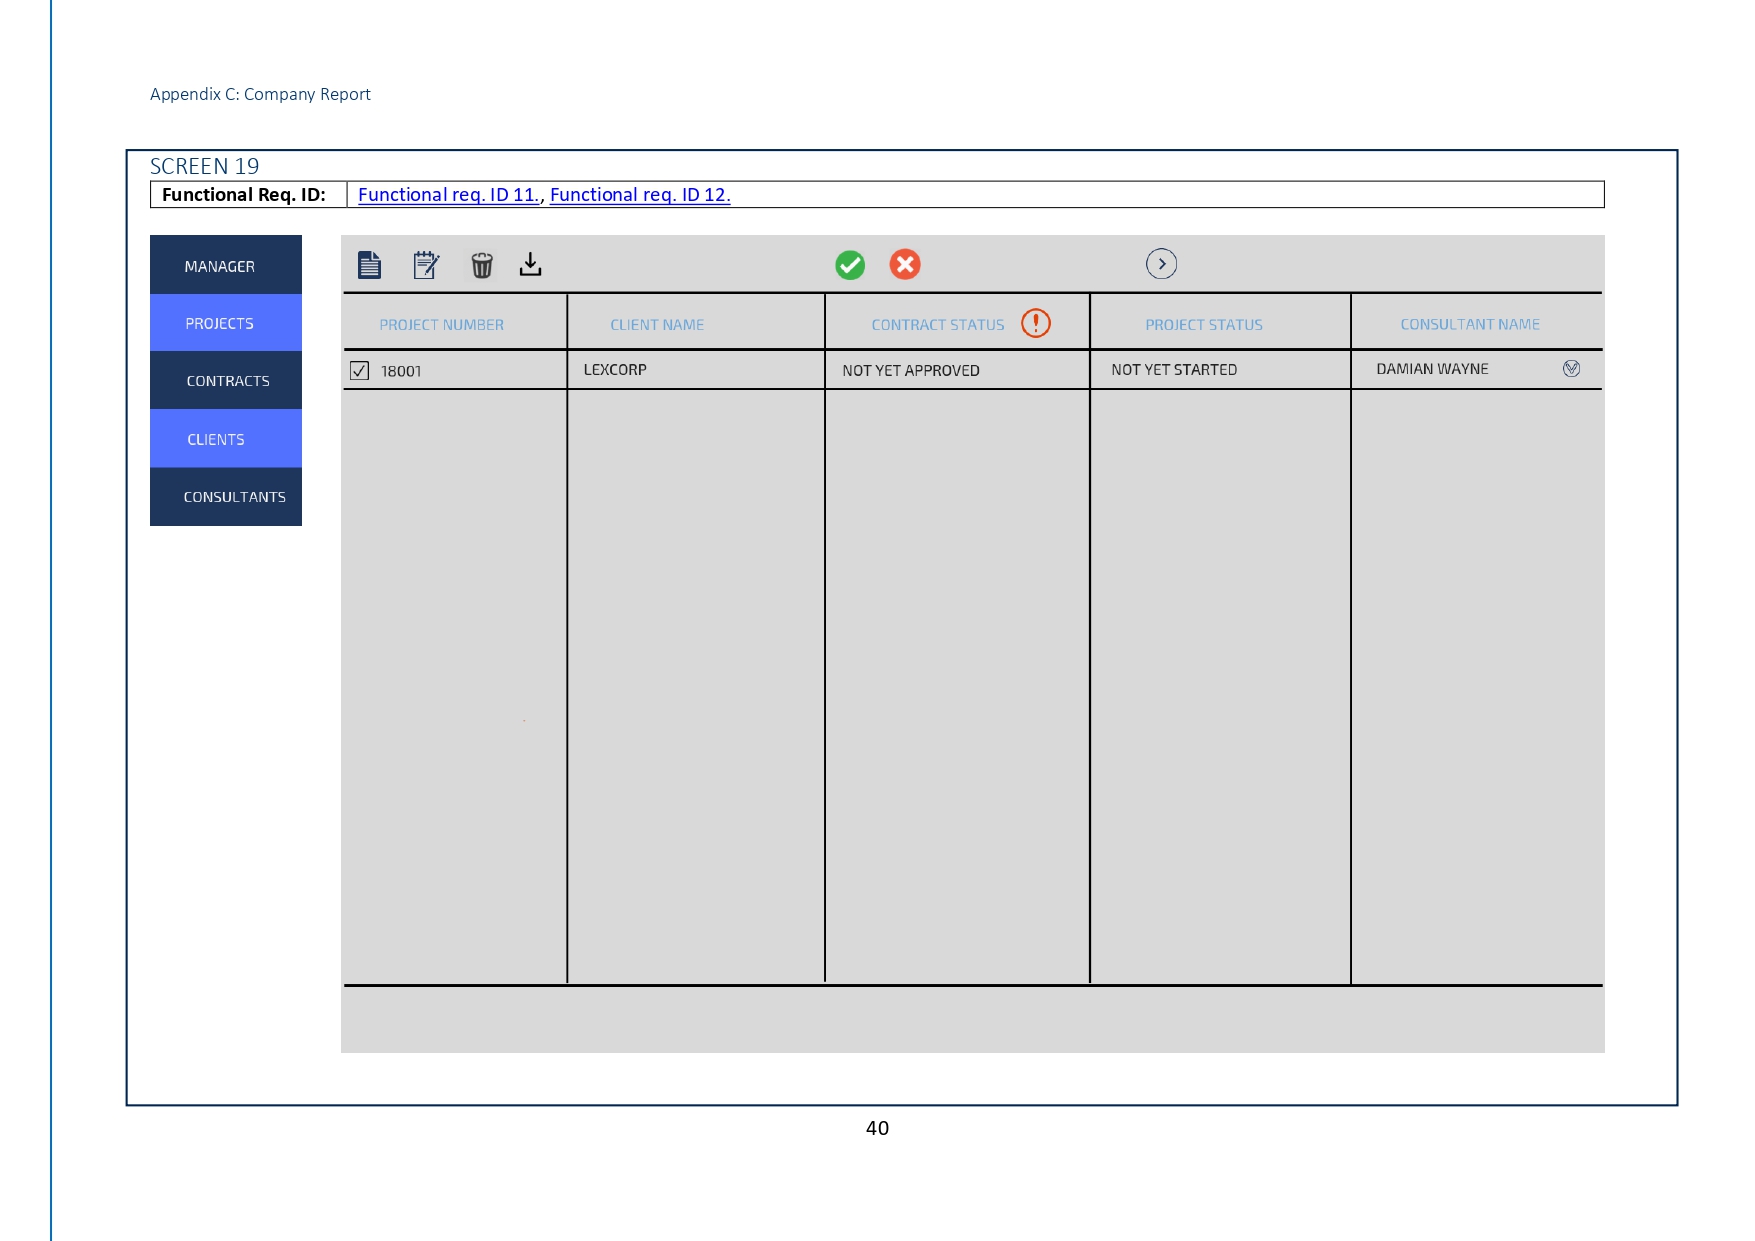 Appendix C: Company Report
SCREEN 19
Functional Req. ID: Functional req. ID 11., Functional req. ID 12.
MANAGER
PROJECTS
CONTRACTS
CLIENTS
CONSULTANTS
PROJECT NUMBER CLIENT NAME CONTRACT STATUS PROJECT STATUS CONSULTANT NAME
18001 LEXCORP NOT YET APPROVED NOT YET STARTED DAMIAN WAYNE
40